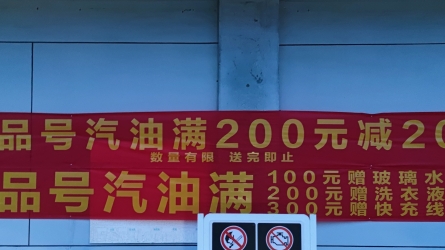 品号汽油满200元减20
数量有限 送完即止
品号汽油满
100元赠玻璃水
200元赠洗衣液
300元赠快充线